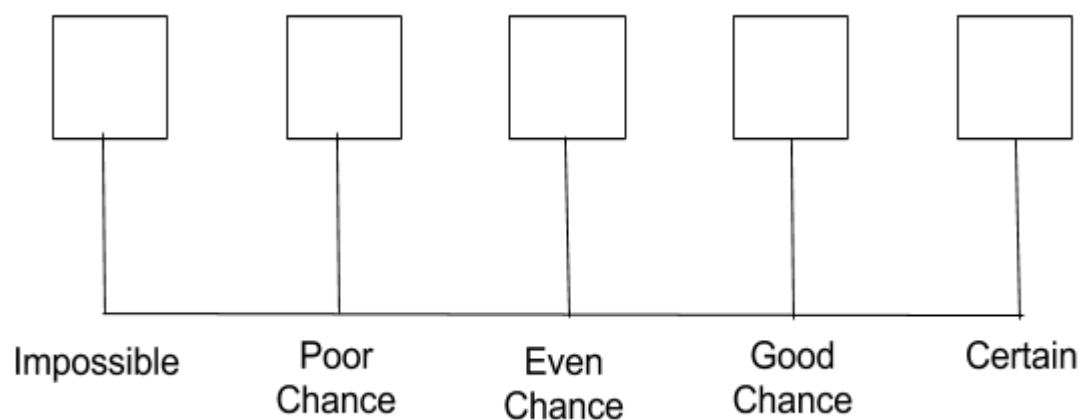 Impossible
Poor
Chance
Even
Chance
Good
Chance
Certain